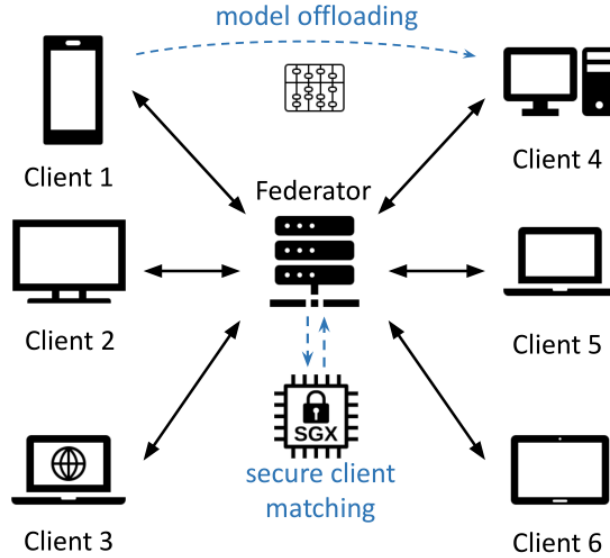 model offloading
Client 1
Client 4
Federator
Client 2
Client 5
SGX
secure client
matching
Client 3
Client 6